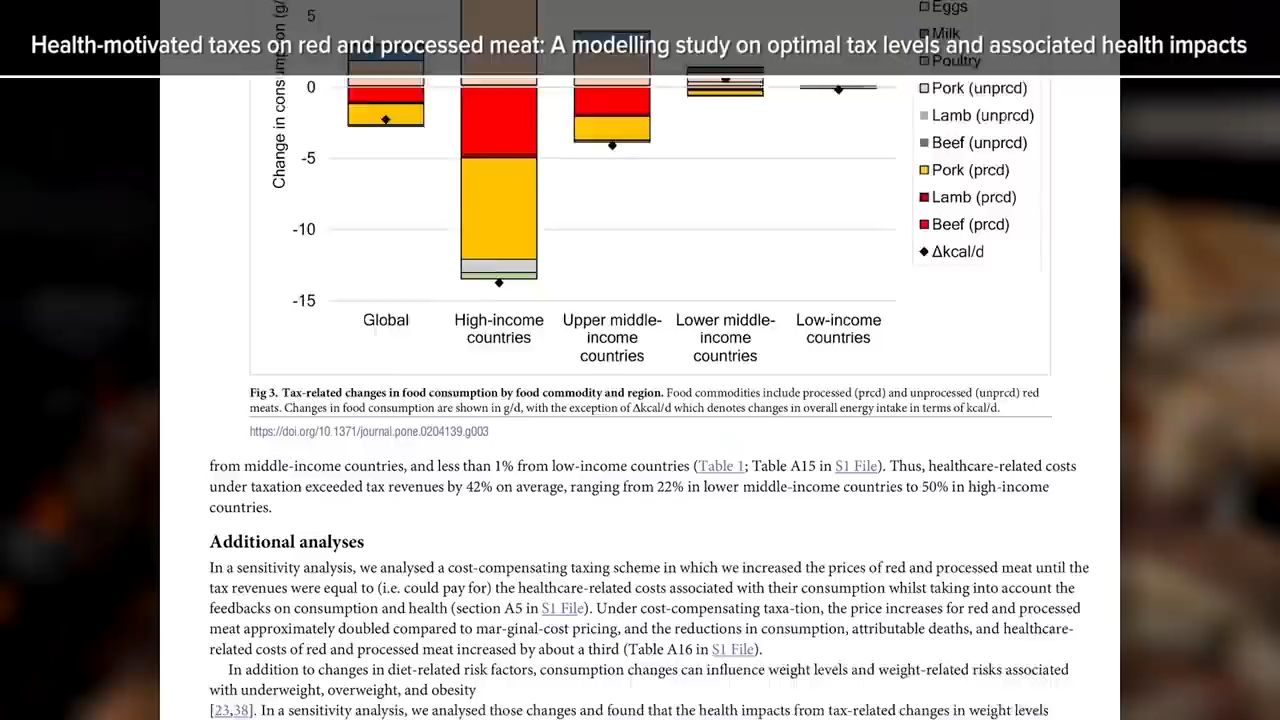 Health-motivated taxes on red and processed meat: A modelling study on optimal tax levels and associated health impacts
Change in consumption (g/
5
0
-5
-10
-15
Global
High-income
countries
Upper middle-
income
countries
Lower middle-
income
countries
Low-income
countries
Eggs
Milk
Poultry
Pork (unprcd)
Lamb (unprcd)
Beef (unprcd)
Pork (prcd)
Lamb (prcd)
Beef (prcd)
Δkcal/d
Fig 3. Tax-related changes in food consumption by food commodity and region. Food commodities include processed (prcd) and unprocessed (unprcd) red
meats. Changes in food consumption are shown in g/d, with the exception of Δkcal/d which denotes changes in overall energy intake in terms of kcal/d.
https://doi.org/10.1371/journal.pone.0204139.g003
from middle-income countries, and less than 1% from low-income countries (Table 1; Table A15 in S1 File). Thus, healthcare-related costs
under taxation exceeded tax revenues by 42% on average, ranging from 22% in lower middle-income countries to 50% in high-income
countries.
Additional analyses
In a sensitivity analysis, we analysed a cost-compensating taxing scheme in which we increased the prices of red and processed meat until the
tax revenues were equal to (i.e. could pay for) the healthcare-related costs associated with their consumption whilst taking into account the
feedbacks on consumption and health (section A5 in S1 File). Under cost-compensating taxa-tion, the price increases for red and processed
meat approximately doubled compared to mar-ginal-cost pricing, and the reductions in consumption, attributable deaths, and healthcare-
related costs of red and processed meat increased by about a third (Table A16 in S1 File).
In addition to changes in diet-related risk factors, consumption changes can influence weight levels and weight-related risks associated
with underweight, overweight, and obesity
[23,38]. In a sensitivity analysis, we analysed those changes and found that the health impacts from tax-related changes in weight levels